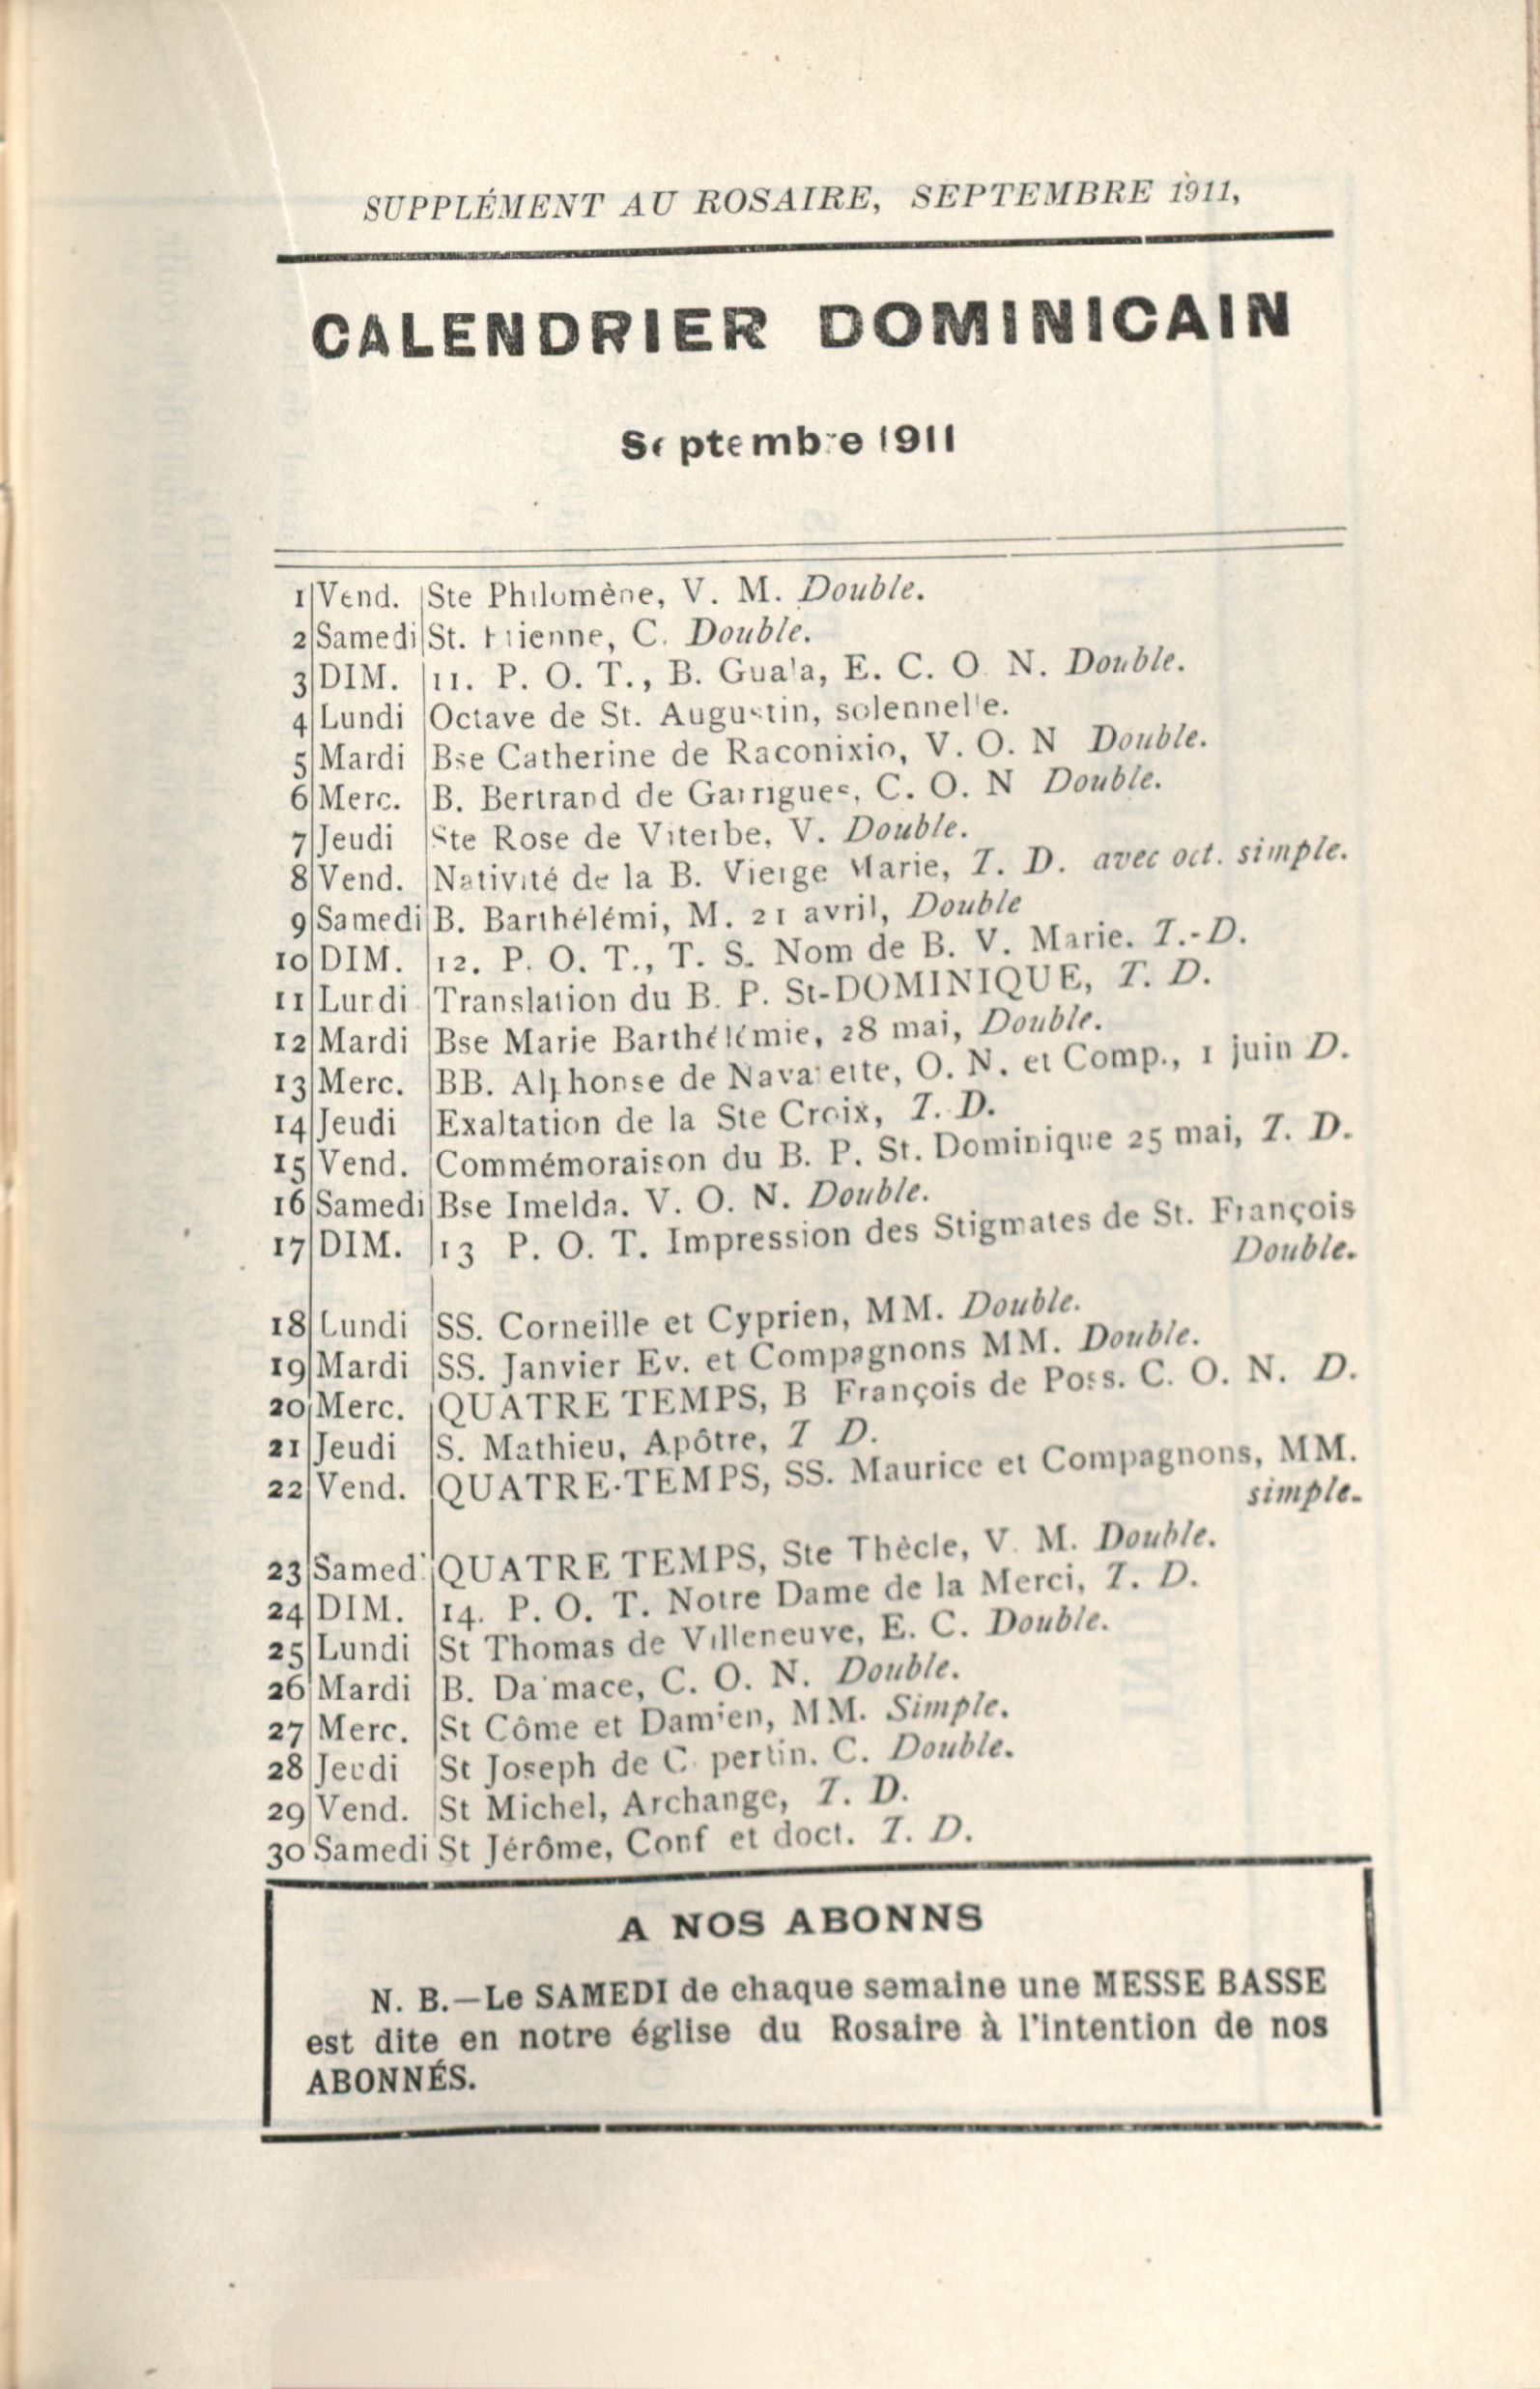 SUPPLÉMENT AU ROSAIRE, SEPTEMBRE 1911,
CALENDRIER DOMINICAIN
Septembre 1911
1 Vend. Ste Philomène, V. M. Double.
2 Samedi St. Etienne, C. Double.
3 DIM. 11. P. O. T., B. Guala, E. C. O. N. Double.
4 Lundi Octave de St. Augustin, solennelle.
5 Mardi Bse Catherine de Raconixio, V. O. N Double.
6 Merc. B. Bertrand de Garrigues, C. O. N Double.
7 Jeudi Ste Rose de Viterbe, V. Double.
8 Vend. Nativité de la B. Vierge Marie, T. D. avec oct. simple.
9 Samedi B. Barthélémi, M. 21 avril, Double
10 DIM. 12. P. O. T., T. S. Nom de B. V. Marie. T.-D.
11 Lundi Translation du B. P. St-DOMINIQUE, T. D.
12 Mardi Bse Marie Barthélémie, 28 mai, Double.
13 Merc. BB. Alphonse de Navarette, O. N. et Comp., 1 juin D.
14 Jeudi Exaltation de la Ste Croix, T. D.
15 Vend. Commémoraison du B. P. St. Dominique 25 mai, T. D.
16 Samedi Bse Imelda. V. O. N. Double.
17 DIM. 13 P. O. T. Impression des Stigmates de St. François
Double.
18 Lundi SS. Corneille et Cyprien, MM. Double.
19 Mardi SS. Janvier Ev. et Compagnons MM. Double.
20 Merc. QUATRE TEMPS, B François de Poss. C. O. N. D.
21 Jeudi S. Mathieu, Apôtre, T D.
22 Vend. QUATRE-TEMPS, SS. Maurice et Compagnons, MM.
simple.
23 Samedi QUATRE TEMPS, Ste Thècle, V. M. Double.
24 DIM. 14. P. O. T. Notre Dame de la Merci, T. D.
25 Lundi St Thomas de Villeneuve, E. C. Double.
26 Mardi B. Dalmace, C. O. N. Double.
27 Merc. St Côme et Damien, MM. Simple.
28 Jeudi St Joseph de C pertin. C. Double.
29 Vend. St Michel, Archange, T. D.
30 Samedi St Jérôme, Conf et doct. T. D.
A NOS ABONNS
N. B.—Le SAMEDI de chaque semaine une MESSE BASSE
est dite en notre église du Rosaire à l'intention de nos
ABONNÉS.